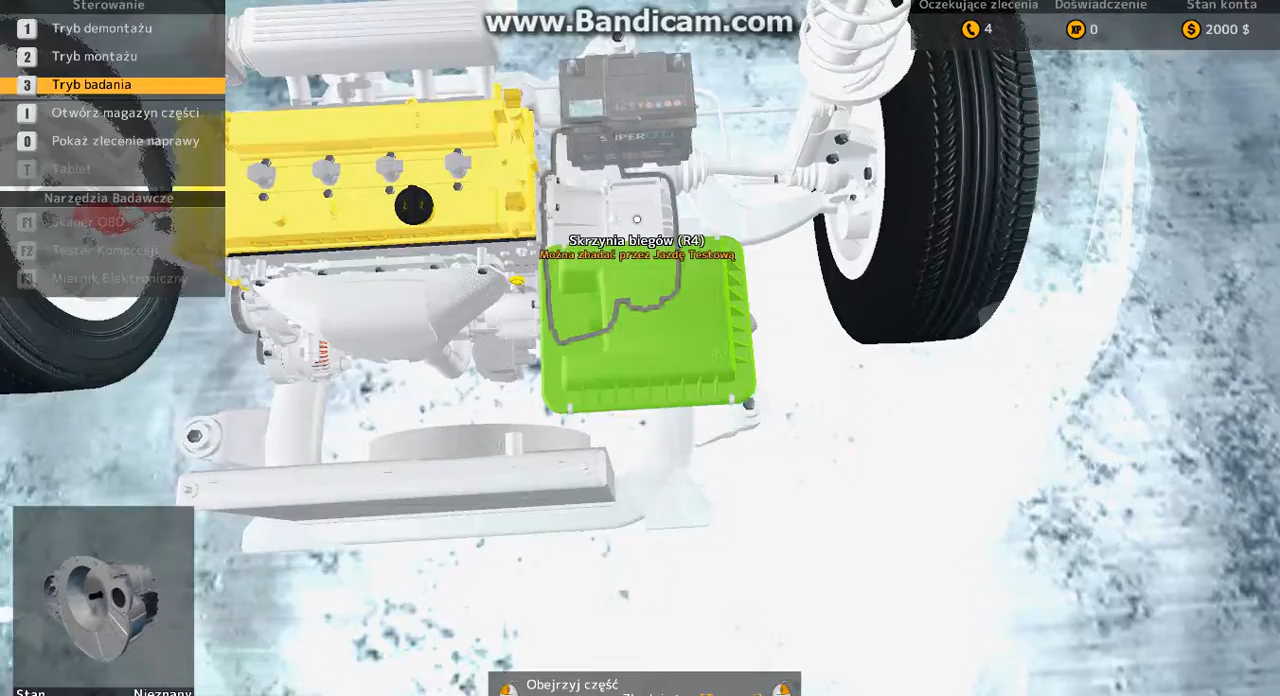 Sterowanie
1 Tryb demontażu
2 Tryb montażu
3 Tryb badania
I Otwórz magazyn części
O Pokaż zlecenie naprawy
T Tablet
Narzędzia Badawcze
F1 Skaner OBD
F2 Tester Kompresji
Miernik Elektroniczny
www.Bandicam.com
Oczekujące zlecenia Doświadczenie Stan konta
4 XP 0 $ 2000 $
SUPER
Skrzynia biegów (R4)
Można zbadać przez Jazdę Testową
Stan Nieznany
Obejrzyj część